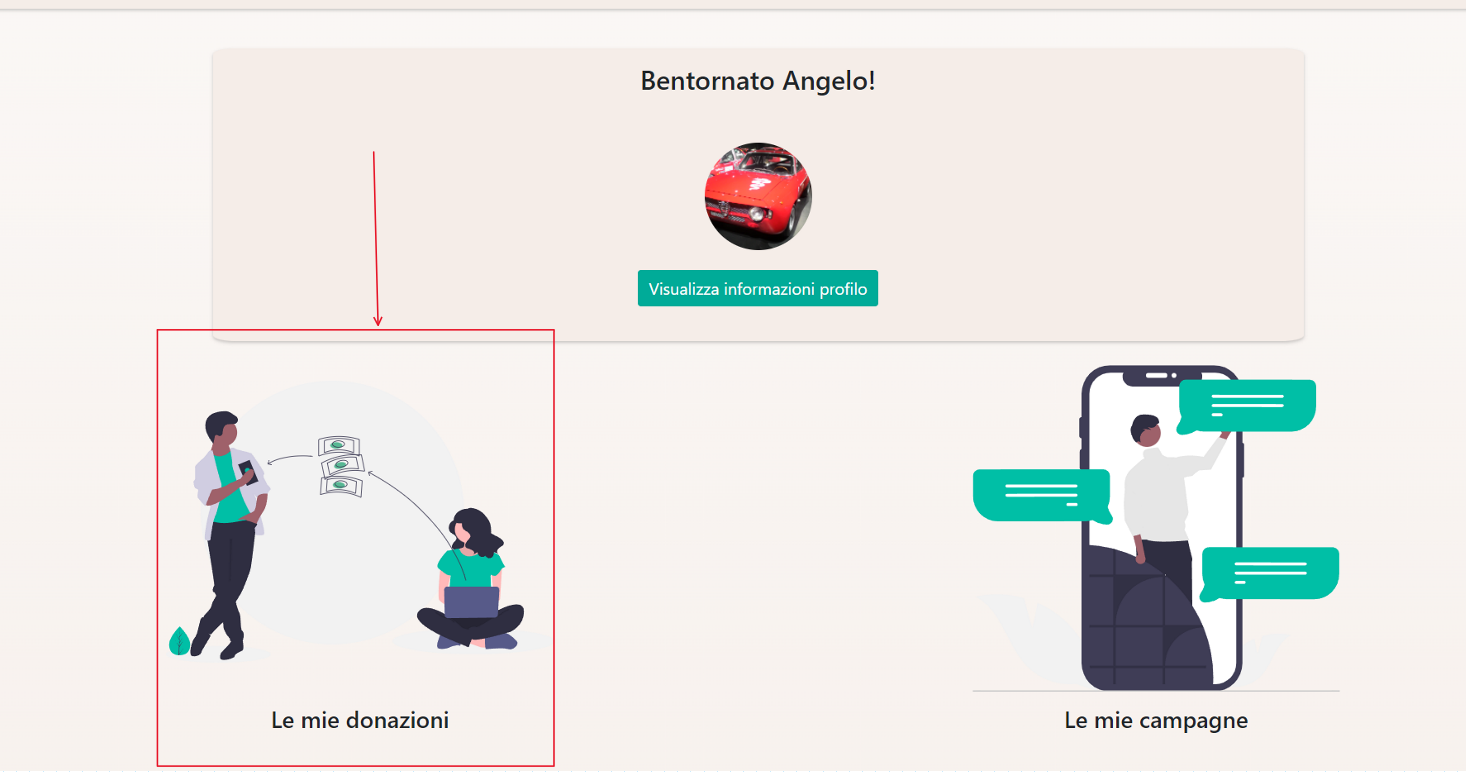 Bentornato Angelo!
Visualizza informazioni profilo
Le mie donazioni
Le mie campagne